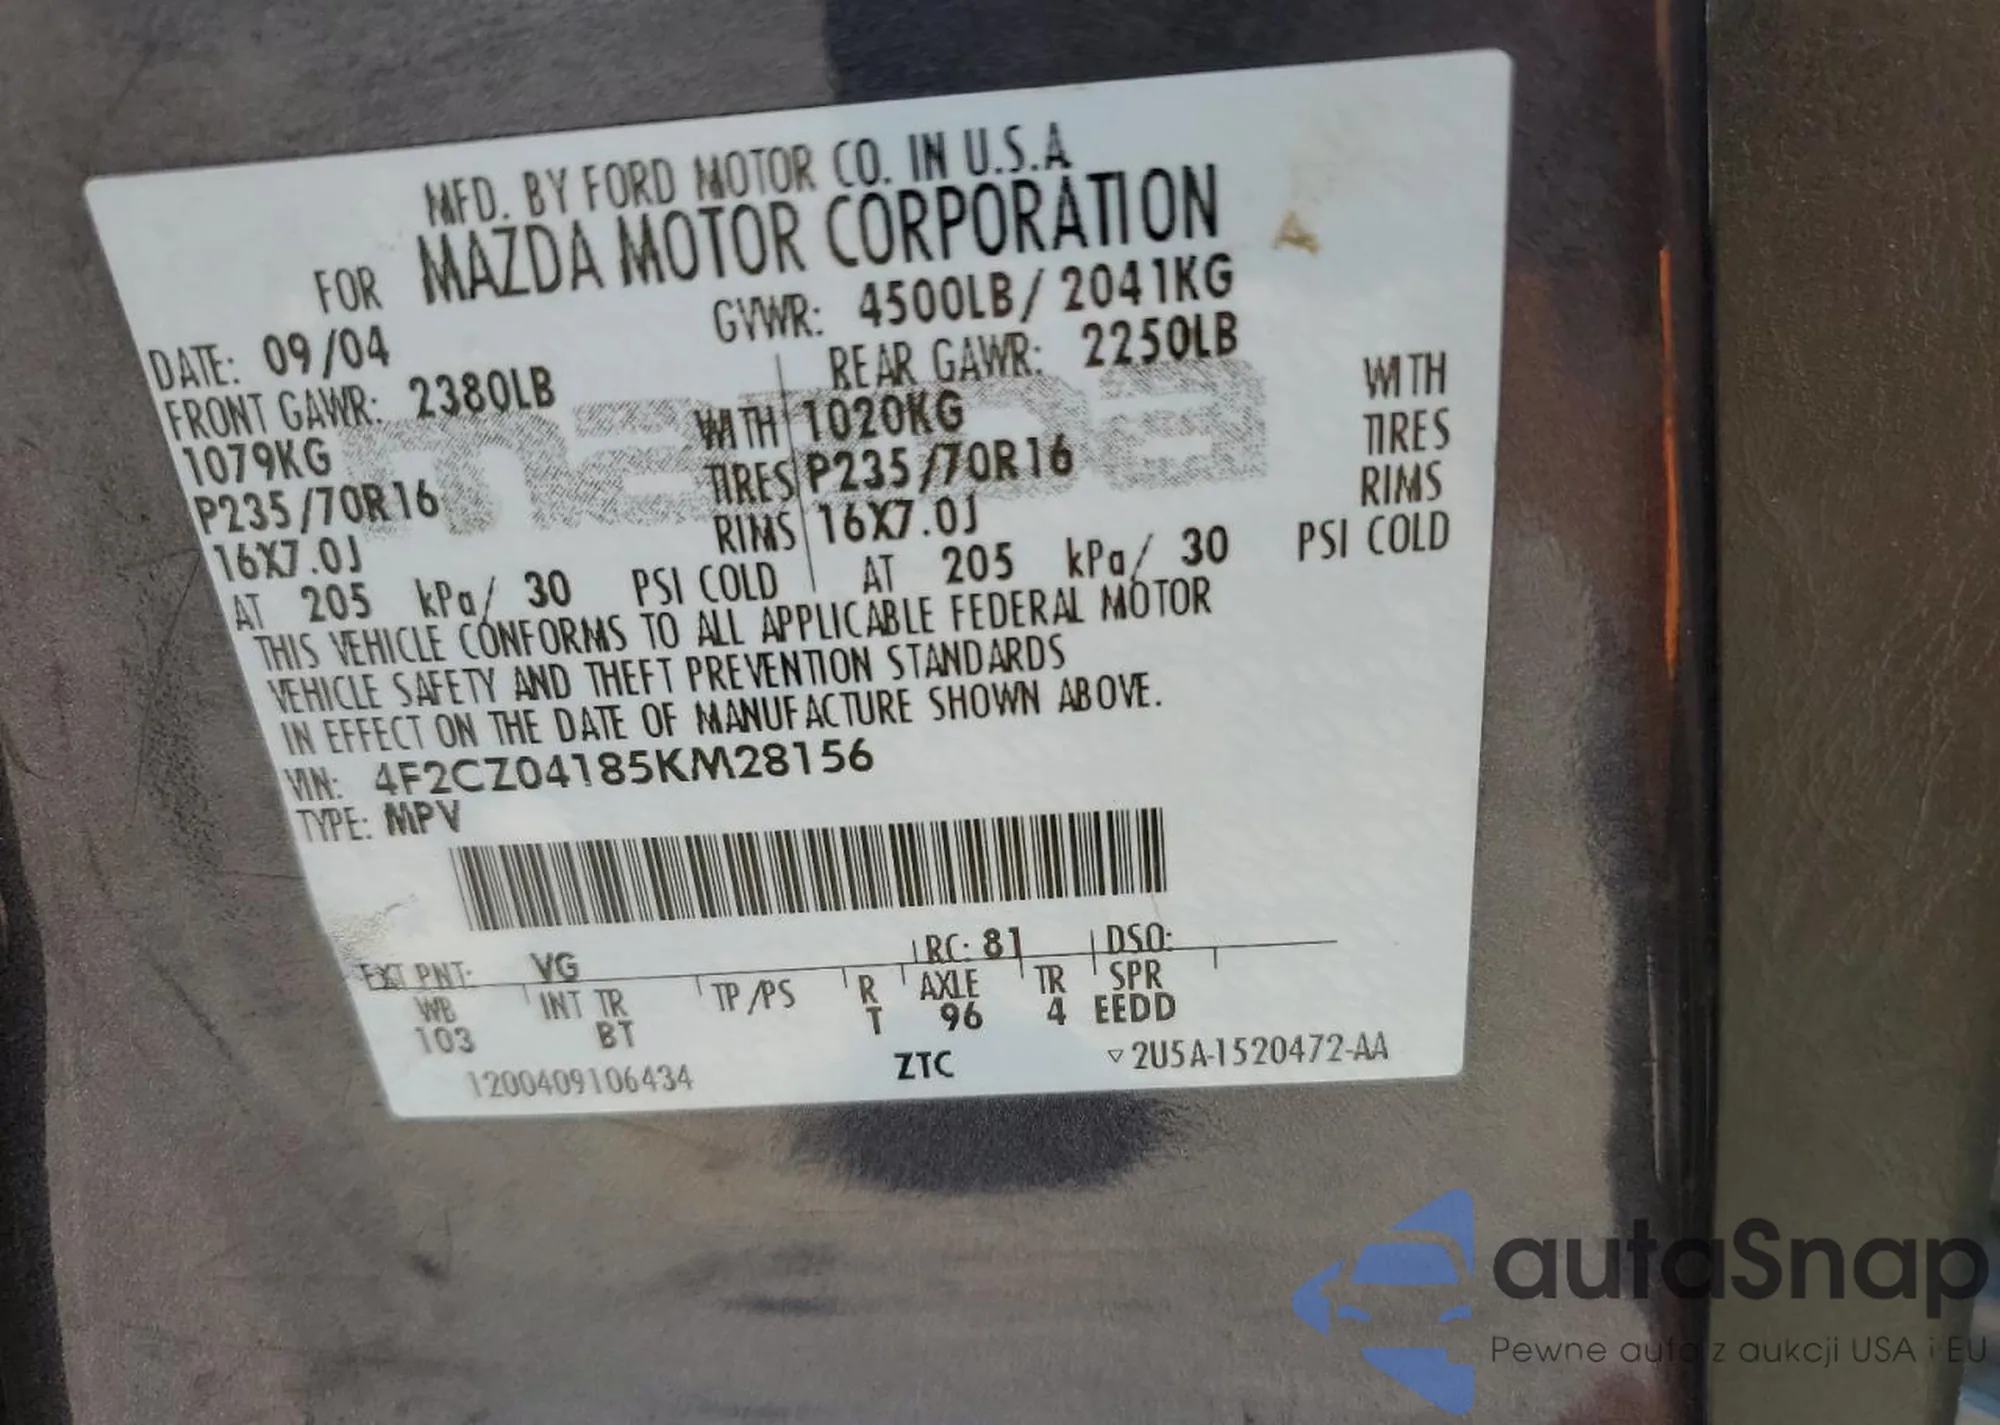 MFD. BY FORD MOTOR CO. IN U.S.A
FOR MAZDA MOTOR CORPORATION
DATE: 09/04 GVWR: 4500LB/ 2041KG
FRONT GAWR: 2380LB REAR GAWR: 2250LB
1079KG WITH 1020KG WITH
P235/70R16 TIRES P235/70R16 TIRES
16X7.0J RIMS 16X7.0J RIMS
AT 205 kPa/ 30 PSI COLD AT 205 kPa/ 30 PSI COLD
THIS VEHICLE CONFORMS TO ALL APPLICABLE FEDERAL MOTOR
VEHICLE SAFETY AND THEFT PREVENTION STANDARDS
IN EFFECT ON THE DATE OF MANUFACTURE SHOWN ABOVE.
VIN: 4F2CZ04185KM28156
TYPE: MPV
EXT PNT: VG RC: 81 DSO:
WB INT TR TP/PS R AXLE TR SPR
103 BT T 96 4 EEDD
1200409106434 ZTC ▽2U5A-1520472-AA
mazda
autaSnap
Pewne auta z aukcji USA i EU